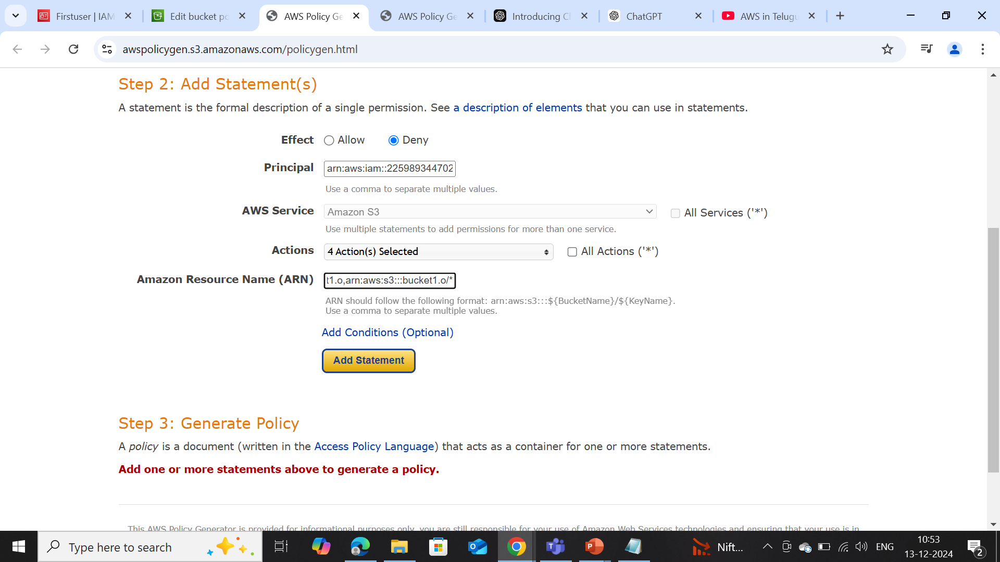 Firstuser | IAM
Edit bucket po
AWS Policy Ge
AWS Policy Ge
Introducing Ch
ChatGPT
AWS in Telugu
awspolicygen.s3.amazonaws.com/policygen.html
Step 2: Add Statement(s)
A statement is the formal description of a single permission. See a description of elements that you can use in statements.
Effect Allow Deny
Principal arn:aws:iam::225989344702
Use a comma to separate multiple values.
AWS Service Amazon S3 All Services ('*')
Use multiple statements to add permissions for more than one service.
Actions 4 Action(s) Selected All Actions ('*')
Amazon Resource Name (ARN) t1.o,arn:aws:s3:::bucket1.o/*
ARN should follow the following format: arn:aws:s3:::${BucketName}/${KeyName}.
Use a comma to separate multiple values.
Add Conditions (Optional)
Add Statement
Step 3: Generate Policy
A policy is a document (written in the Access Policy Language) that acts as a container for one or more statements.
Add one or more statements above to generate a policy.
This AWS Policy Generator is provided for informational purposes only, you are still responsible for your use of Amazon Web Services technologies and ensuring that your use is in
Type here to search
Nift...
ENG
10:53
13-12-2024
2